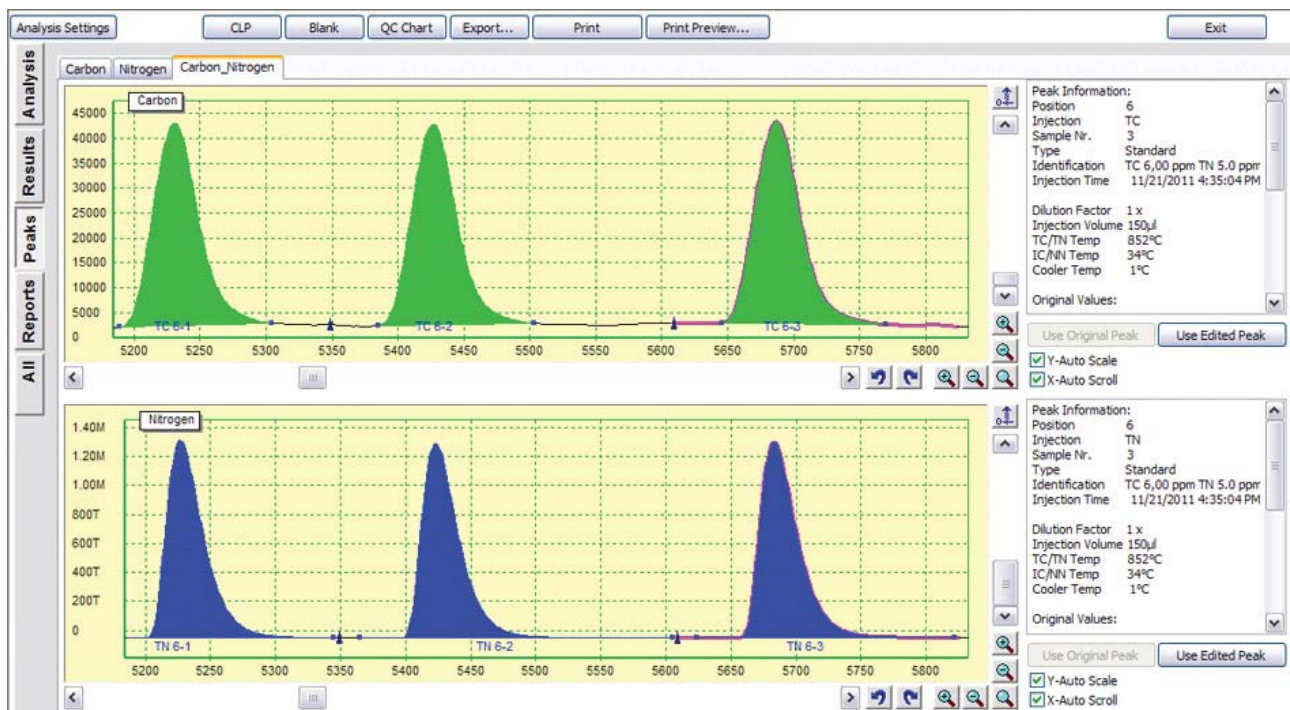 Analysis Settings CLP Blank QC Chart Export... Print Print Preview... Exit
Analysis
Results
Peaks
Reports
All
Carbon Nitrogen Carbon_Nitrogen
Carbon
45000
40000
35000
30000
25000
20000
15000
10000
5000
0
TC 6-1 TC 6-2 TC 6-3
5200 5250 5300 5350 5400 5450 5500 5550 5600 5650 5700 5750 5800
Peak Information:
Position 6
Injection TC
Sample Nr. 3
Type Standard
Identification TC 6,00 ppm TN 5.0 ppm
Injection Time 11/21/2011 4:35:04 PM
Dilution Factor 1 x
Injection Volume 150µl
TC/TN Temp 852ºC
IC/NN Temp 34ºC
Cooler Temp 1ºC
Original Values:
Use Original Peak Use Edited Peak
Y-Auto Scale
X-Auto Scroll
Nitrogen
1.40M
1.20M
1.00M
800T
600T
400T
200T
0
TN 6-1 TN 6-2 TN 6-3
5200 5250 5300 5350 5400 5450 5500 5550 5600 5650 5700 5750 5800
Peak Information:
Position 6
Injection TN
Sample Nr. 3
Type Standard
Identification TC 6,00 ppm TN 5.0 ppm
Injection Time 11/21/2011 4:35:04 PM
Dilution Factor 1 x
Injection Volume 150µl
TC/TN Temp 852ºC
IC/NN Temp 34ºC
Cooler Temp 1ºC
Original Values:
Use Original Peak Use Edited Peak
Y-Auto Scale
X-Auto Scroll